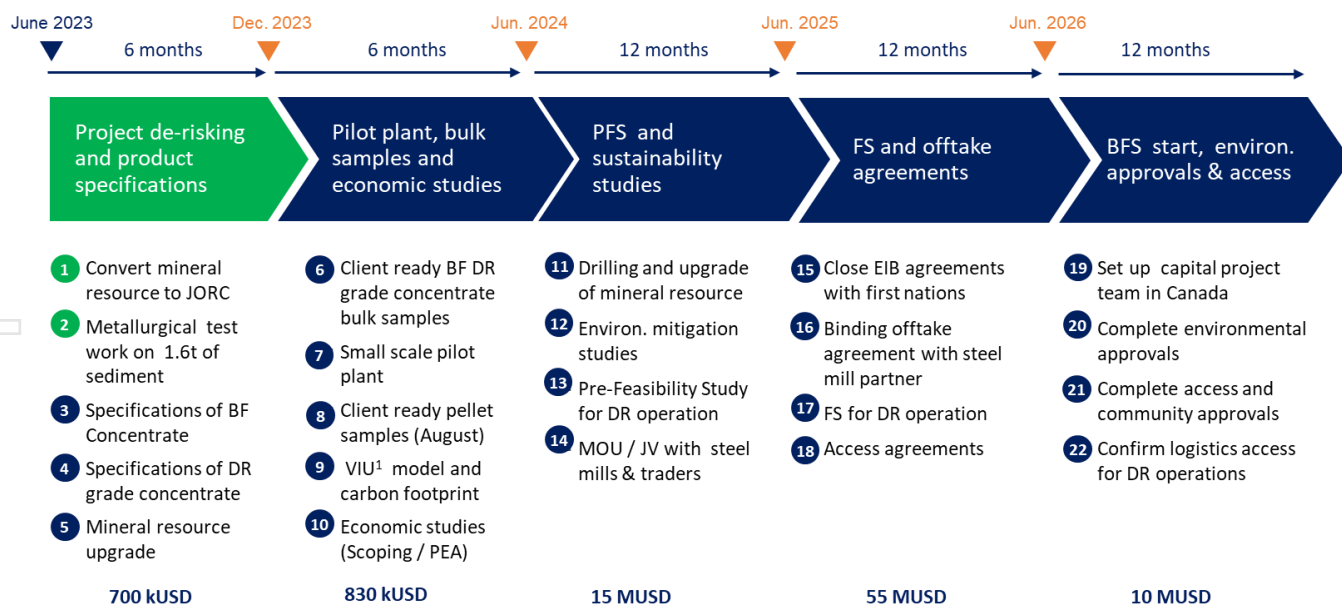 June 2023
Dec. 2023
Jun. 2024
Jun. 2025
Jun. 2026
6 months
6 months
12 months
12 months
12 months
Project de-risking
and product
specifications
Pilot plant, bulk
samples and
economic studies
PFS and
sustainability
studies
FS and offtake
agreements
BFS start, environ.
approvals & access
1 Convert mineral
resource to JORC
2 Metallurgical test
work on 1.6t of
sediment
3 Specifications of BF
Concentrate
4 Specifications of DR
grade concentrate
5 Mineral resource
upgrade
700 kUSD
6 Client ready BF DR
grade concentrate
bulk samples
7 Small scale pilot
plant
8 Client ready pellet
samples (August)
9 VIU¹ model and
carbon footprint
10 Economic studies
(Scoping / PEA)
830 kUSD
11 Drilling and upgrade
of mineral resource
12 Environ. mitigation
studies
13 Pre-Feasibility Study
for DR operation
14 MOU / JV with steel
mills & traders
15 MUSD
15 Close EIB agreements
with first nations
16 Binding offtake
agreement with steel
mill partner
17 FS for DR operation
18 Access agreements
55 MUSD
19 Set up capital project
team in Canada
20 Complete environmental
approvals
21 Complete access and
community approvals
22 Confirm logistics access
for DR operations
10 MUSD